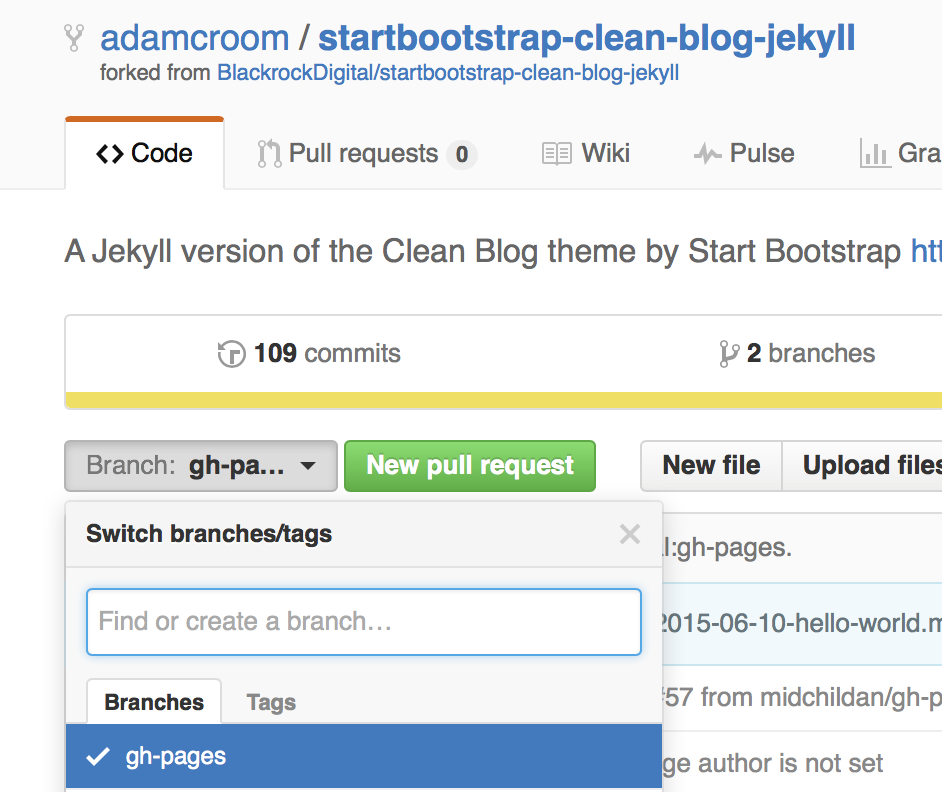 adamcroom / startbootstrap-clean-blog-jekyll
forked from BlackrockDigital/startbootstrap-clean-blog-jekyll
Code Pull requests 0 Wiki Pulse Gra
A Jekyll version of the Clean Blog theme by Start Bootstrap htt
109 commits 2 branches
Branch: gh-pa... New pull request New file Upload files
Switch branches/tags
l:gh-pages.
Find or create a branch…
2015-06-10-hello-world.m
Branches Tags
#57 from midchildan/gh-p
gh-pages
ge author is not set